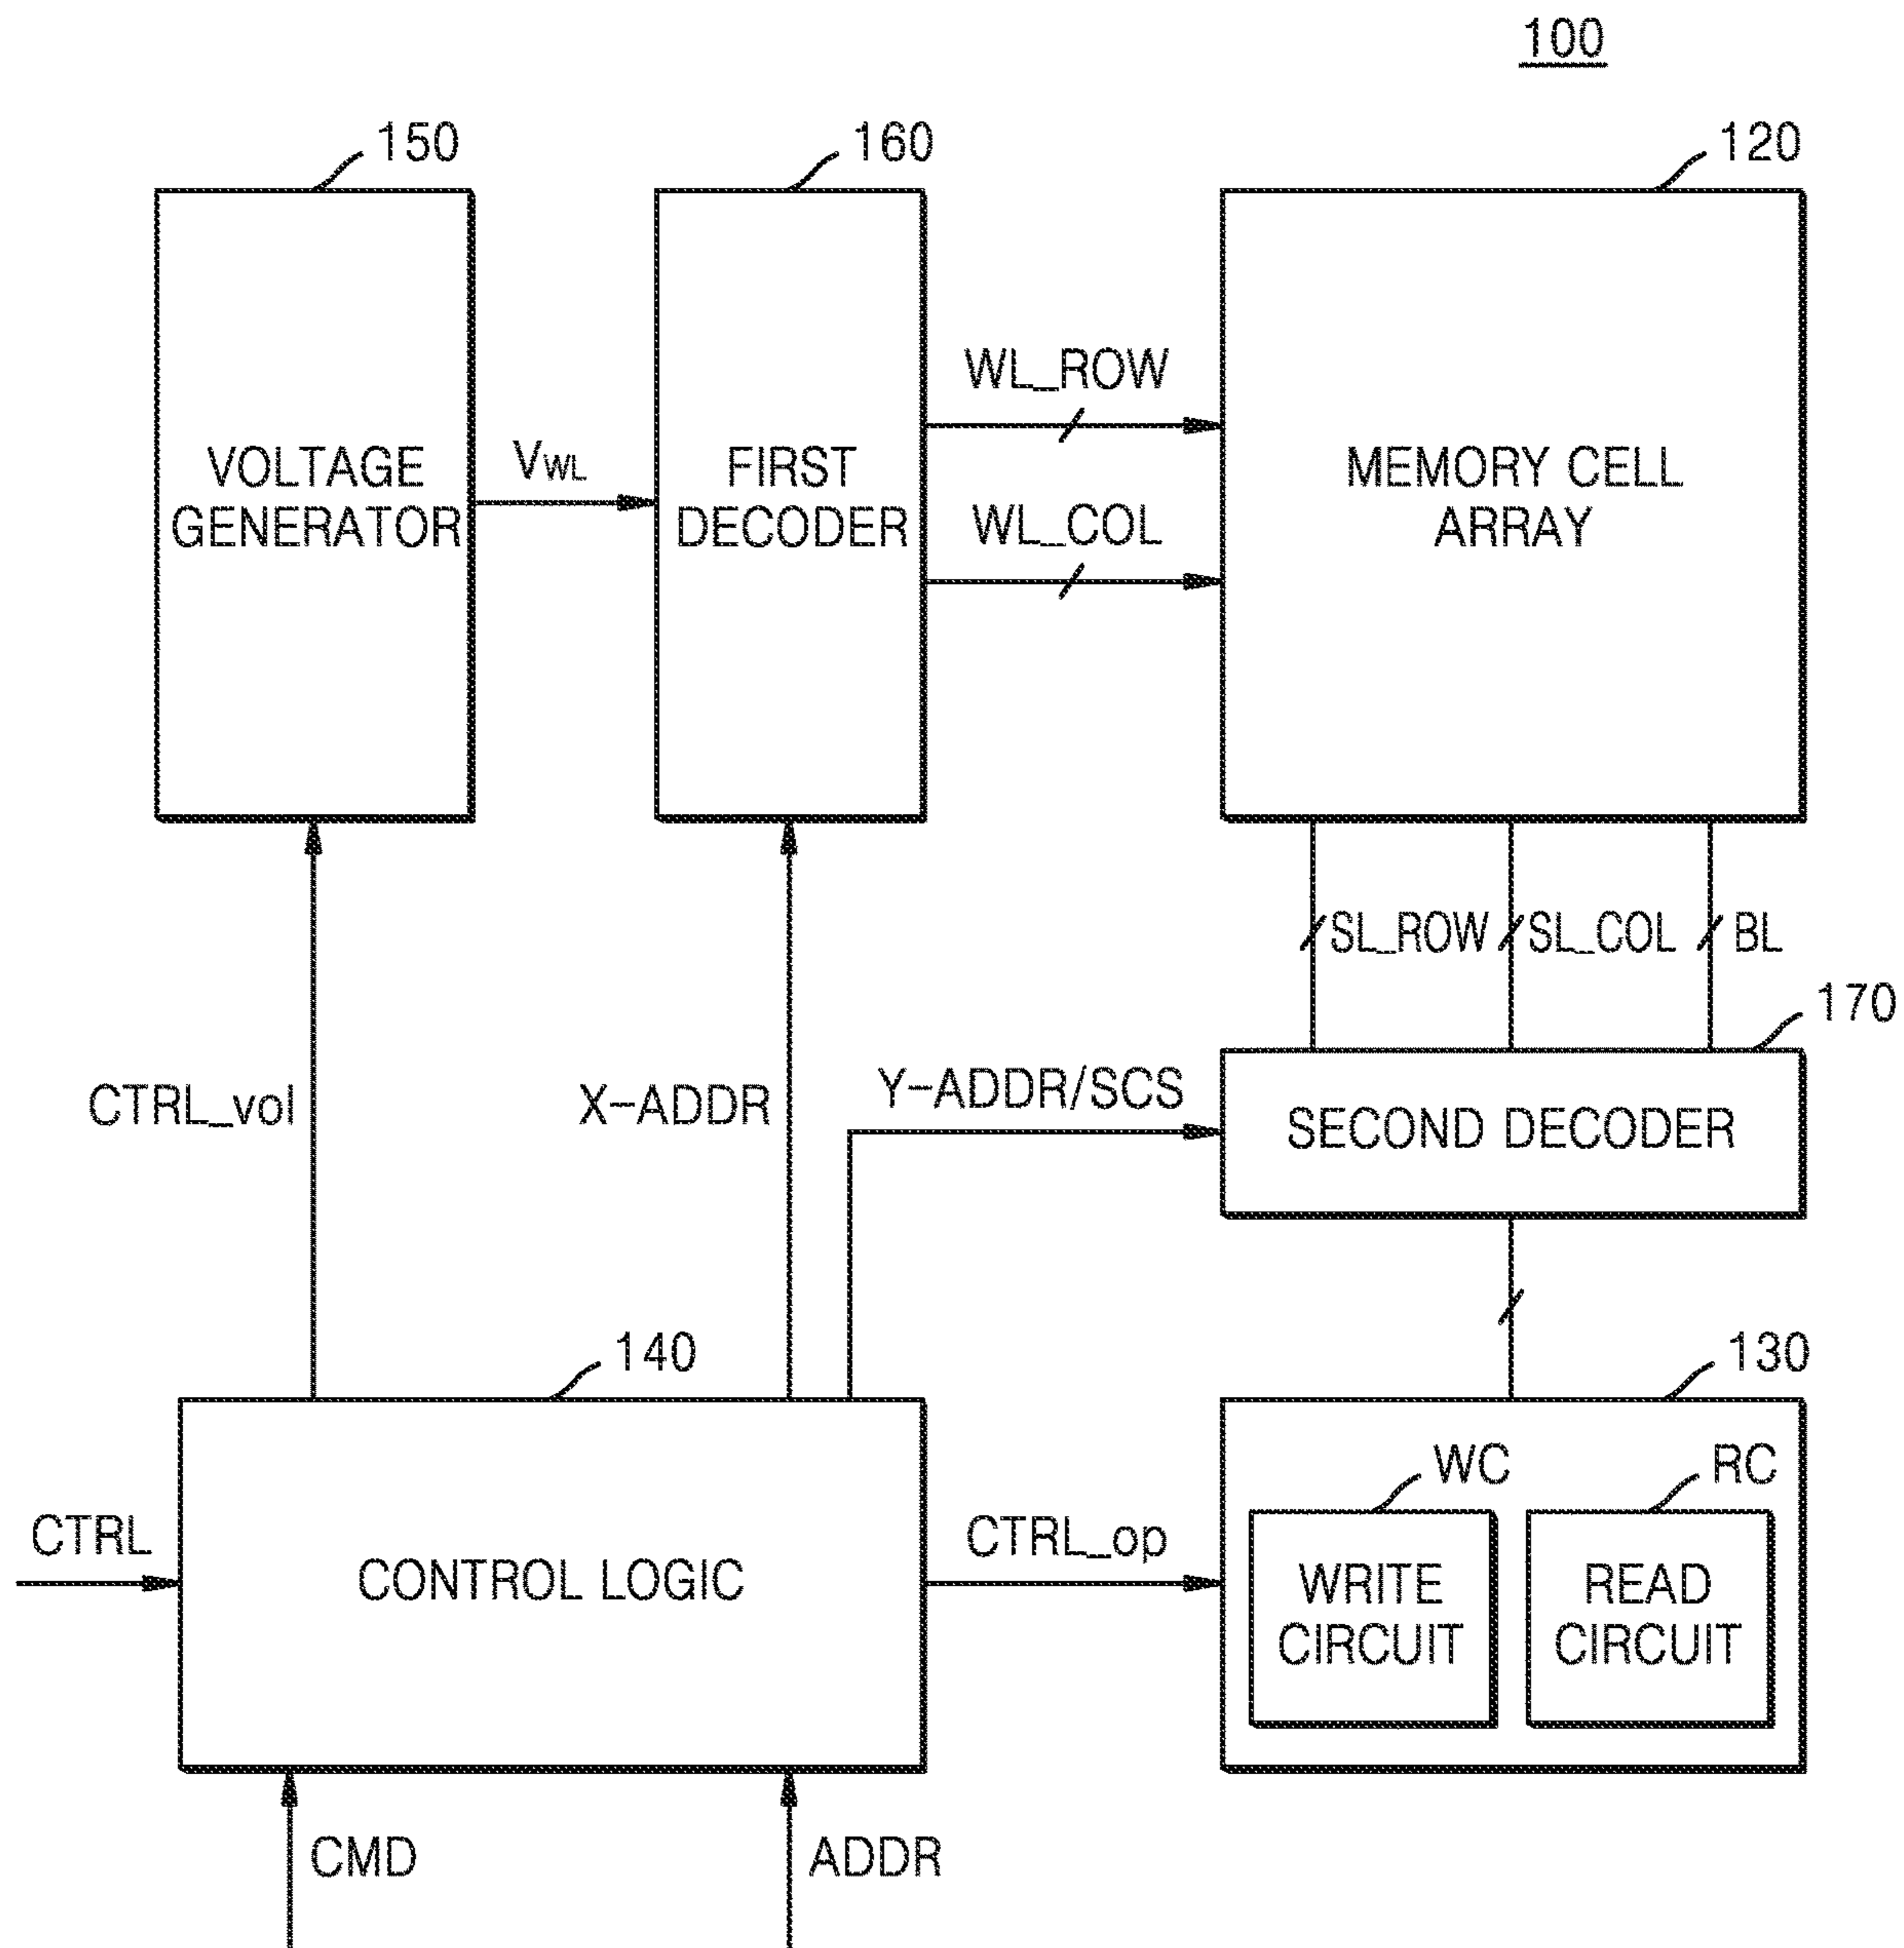 100
150
160
120
VOLTAGE
GENERATOR
VWL
FIRST
DECODER
WL_ROW
WL_COL
MEMORY CELL
ARRAY
SL_ROW
SL_COL
BL
170
CTRL_vol
X-ADDR
Y-ADDR/SCS
SECOND DECODER
140
130
CTRL
CONTROL LOGIC
CTRL_op
WC
RC
WRITE
CIRCUIT
READ
CIRCUIT
CMD
ADDR